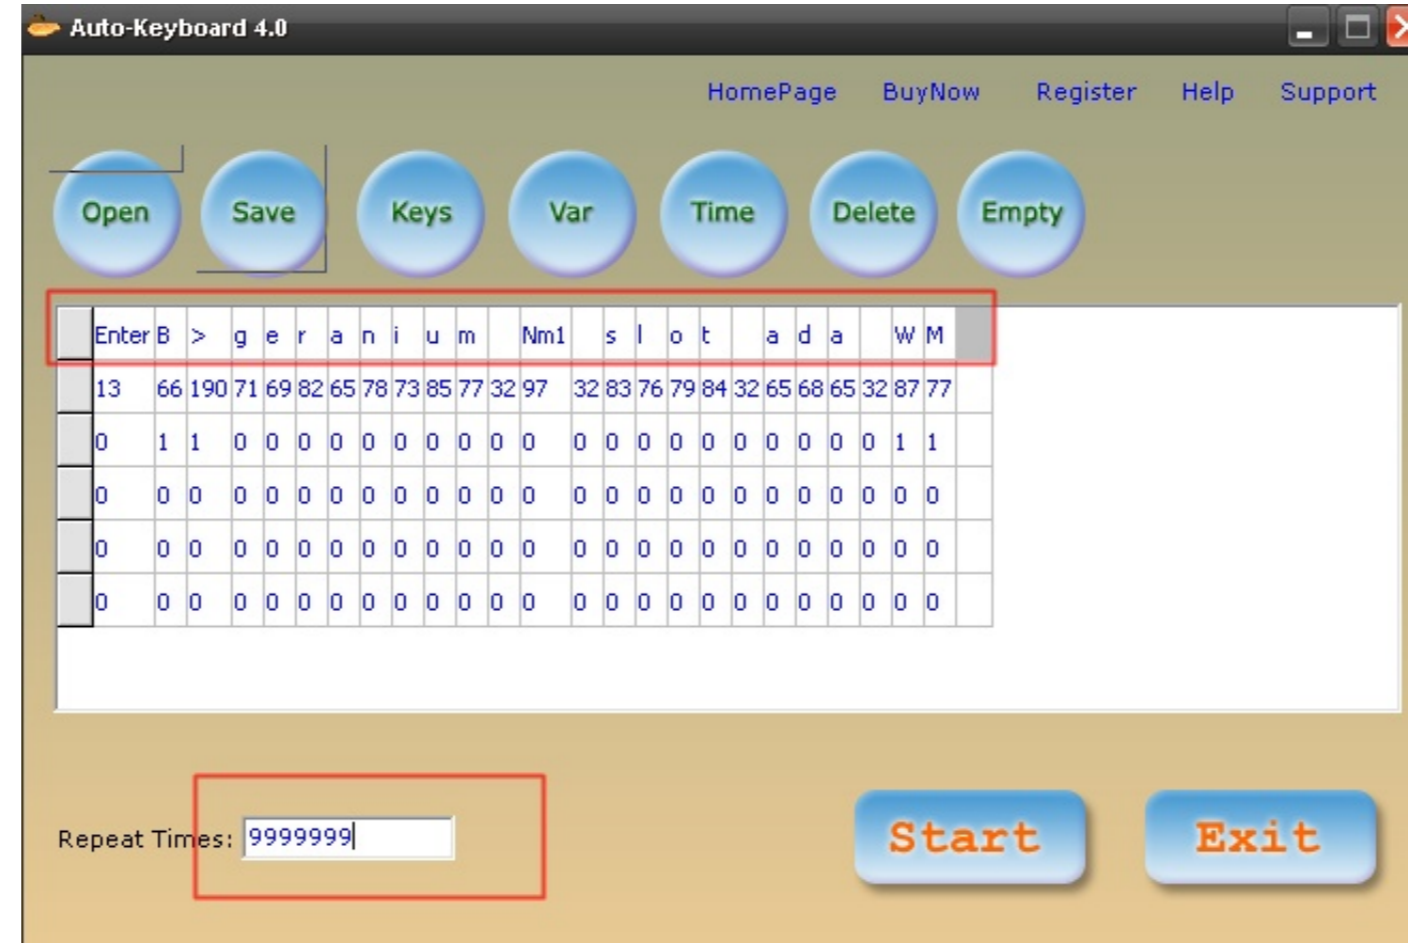 Auto-Keyboard 4.0
HomePage BuyNow Register Help Support
Open Save Keys Var Time Delete Empty
Enter B > g e r a n i u m Nm1 s l o t a d a W M
13 66 190 71 69 82 65 78 73 85 77 32 97 32 83 76 79 84 32 65 68 65 32 87 77
0 1 1 0 0 0 0 0 0 0 0 0 0 0 0 0 0 0 0 0 0 0 0 1 1
0 0 0 0 0 0 0 0 0 0 0 0 0 0 0 0 0 0 0 0 0 0 0 0 0
0 0 0 0 0 0 0 0 0 0 0 0 0 0 0 0 0 0 0 0 0 0 0 0 0
0 0 0 0 0 0 0 0 0 0 0 0 0 0 0 0 0 0 0 0 0 0 0 0 0
Repeat Times: 9999999
Start Exit